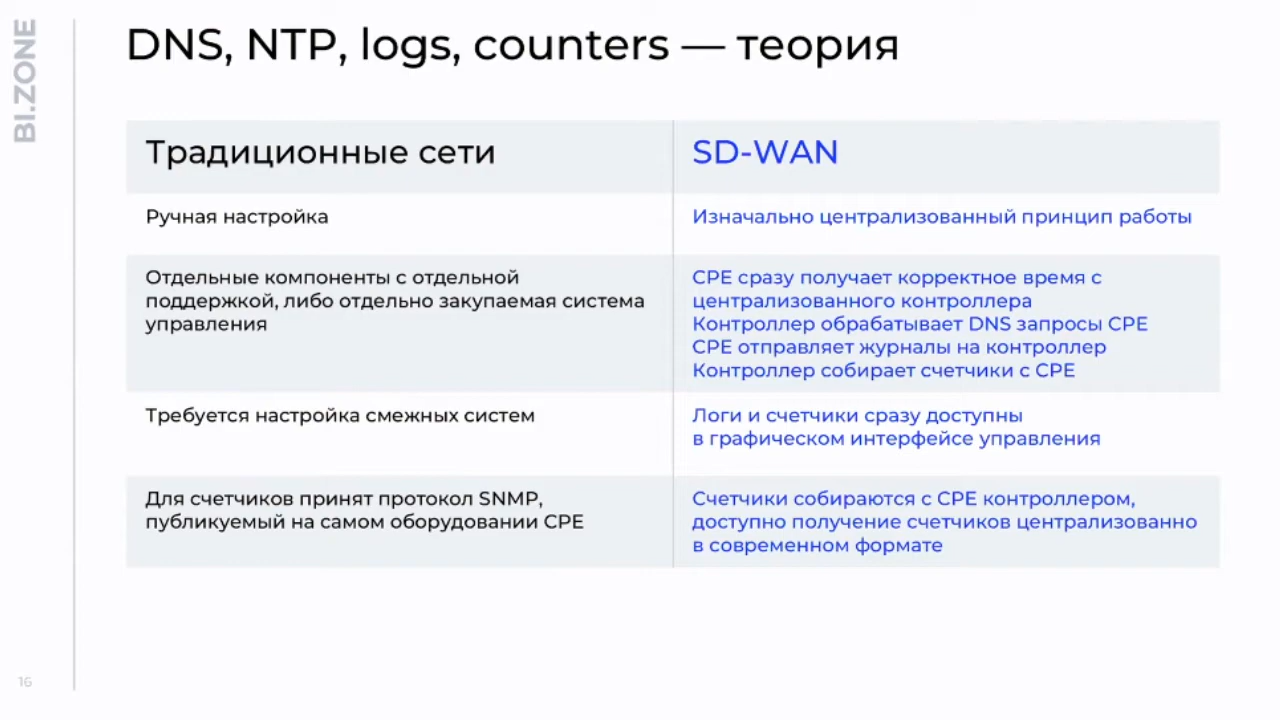 BI.ZONE
DNS, NTP, logs, counters — теория
Традиционные сети
SD-WAN
Ручная настройка
Изначально централизованный принцип работы
Отдельные компоненты с отдельной
поддержкой, либо отдельно закупаемая система
управления
CPE сразу получает корректное время с
централизованного контроллера
Контроллер обрабатывает DNS запросы CPE
CPE отправляет журналы на контроллер
Контроллер собирает счетчики с CPE
Требуется настройка смежных систем
Логи и счетчики сразу доступны
в графическом интерфейсе управления
Для счетчиков принят протокол SNMP,
публикуемый на самом оборудовании CPE
Счетчики собираются с CPE контроллером,
доступно получение счетчиков централизованно
в современном формате
16